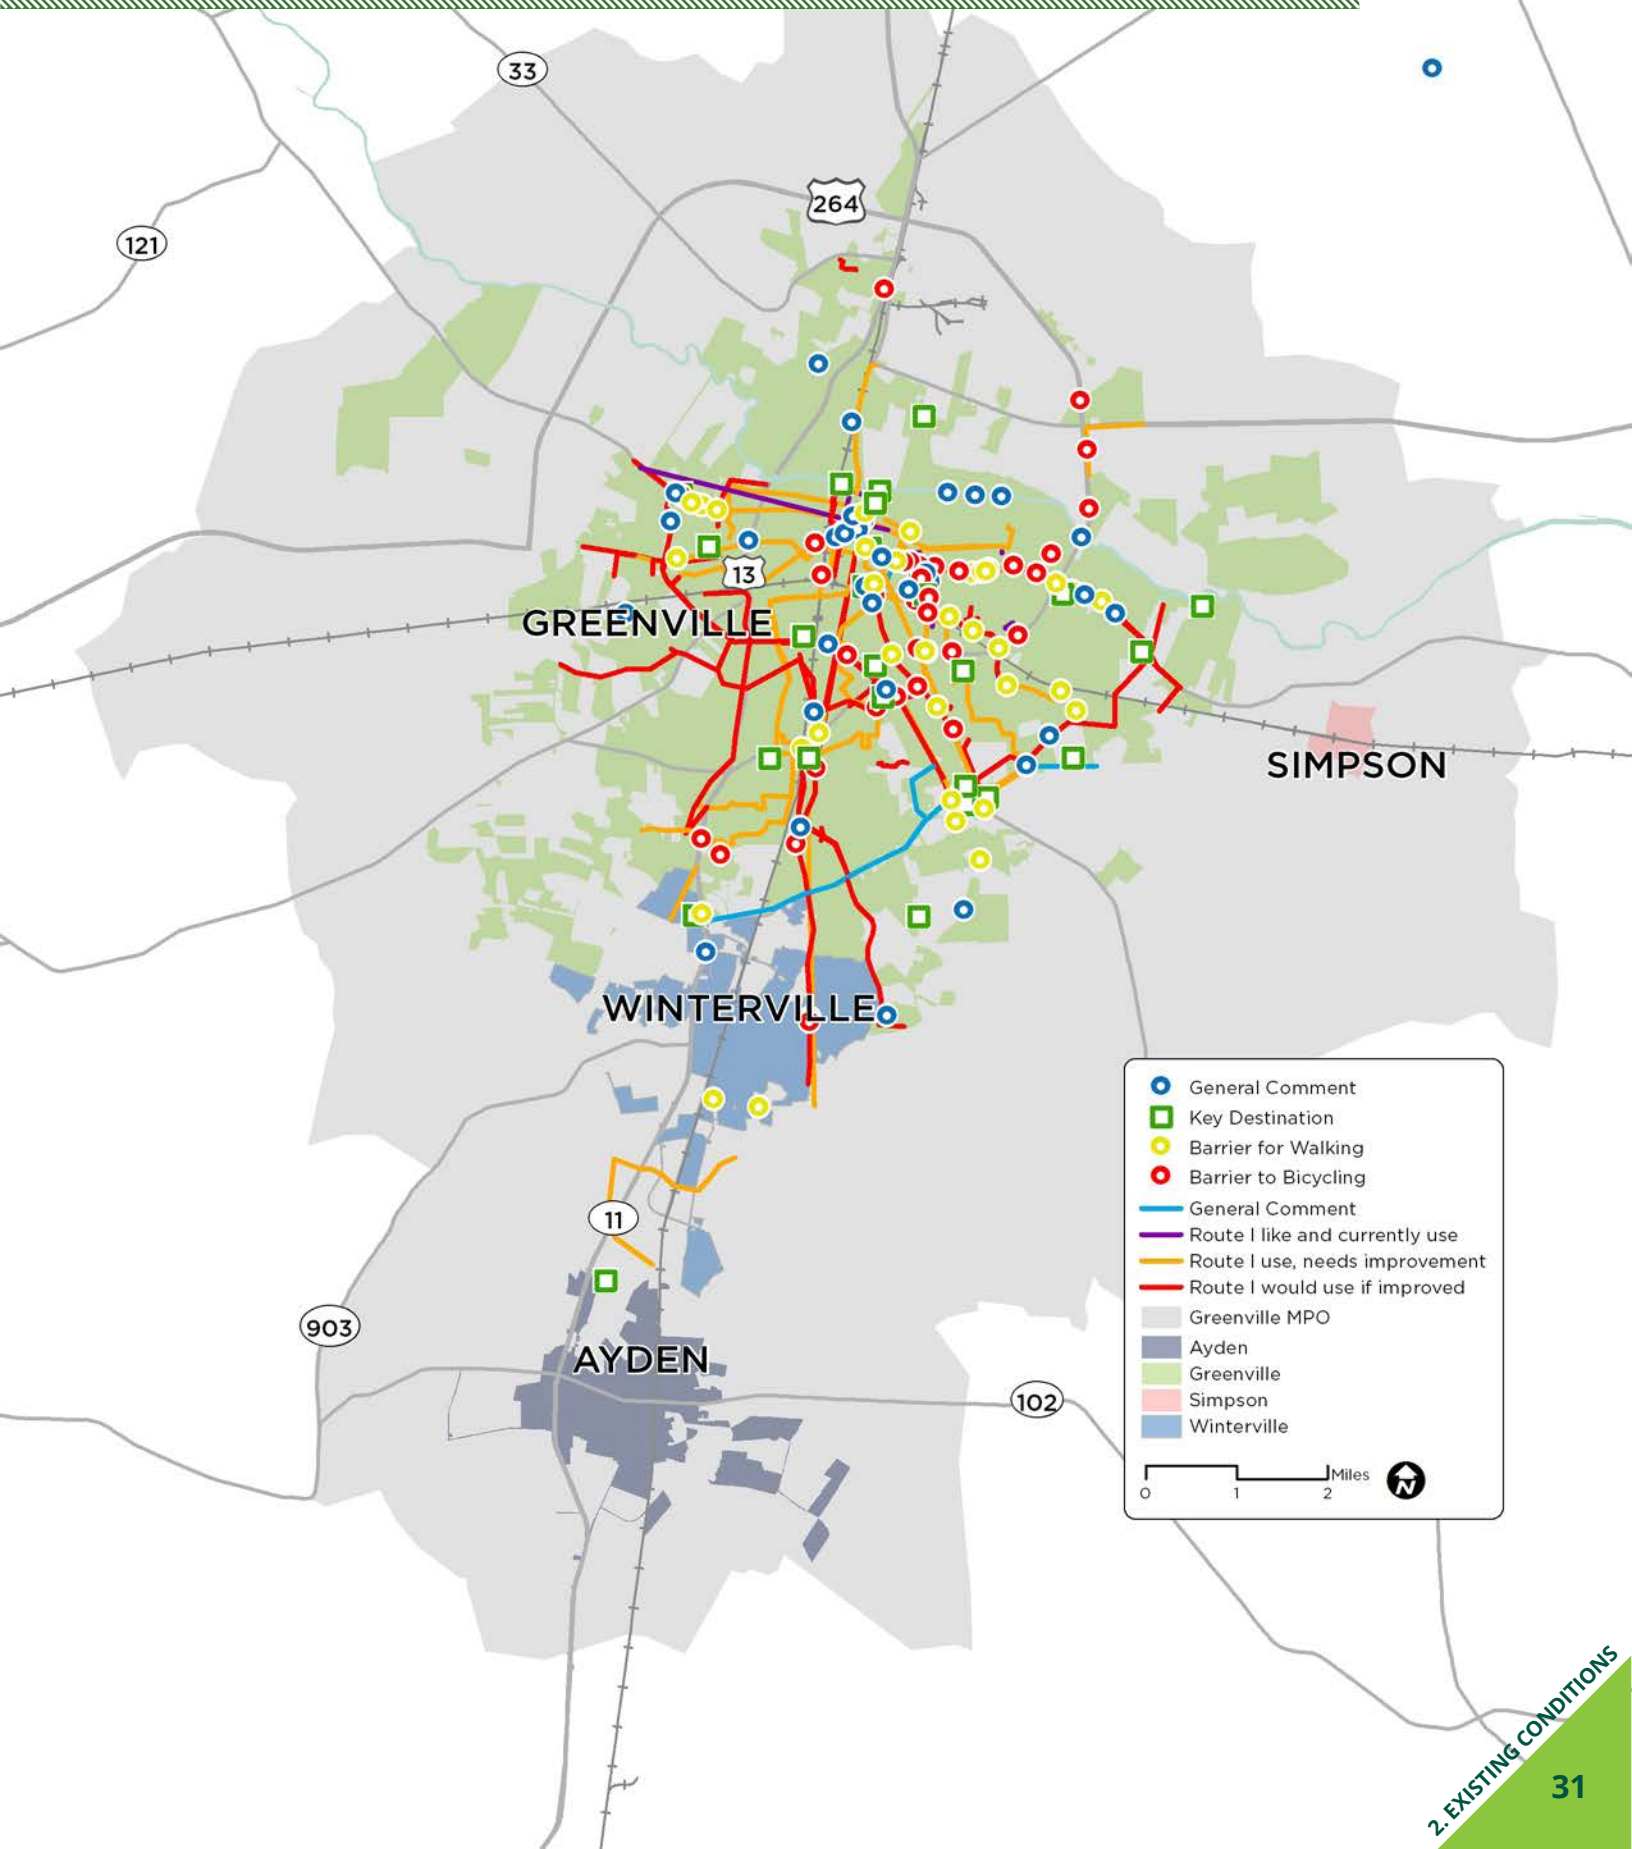 33
264
121
13
GREENVILLE
SIMPSON
WINTERVILLE
General Comment
Key Destination
Barrier for Walking
Barrier to Bicycling
General Comment
Route I like and currently use
Route I use, needs improvement
Route I would use if improved
Greenville MPO
Ayden
Greenville
Simpson
Winterville
Miles
0 1 2
N
11
903
AYDEN
102
2. EXISTING CONDITIONS
31